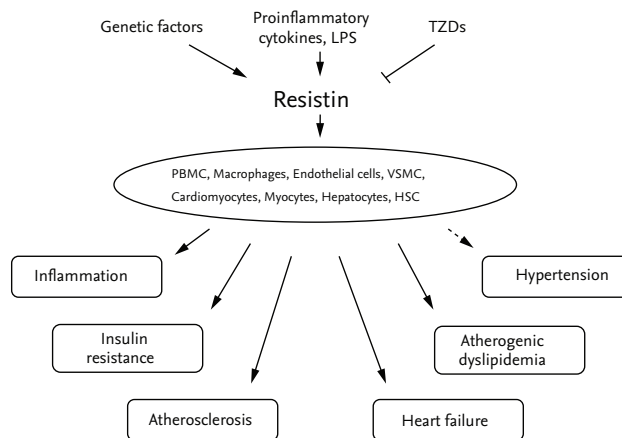 Genetic factors
Proinflammatory
cytokines, LPS
TZDs
Resistin
PBMC, Macrophages, Endothelial cells, VSMC,
Cardiomyocytes, Myocytes, Hepatocytes, HSC
Inflammation
Hypertension
Insulin
resistance
Atherogenic
dyslipidemia
Atherosclerosis
Heart failure